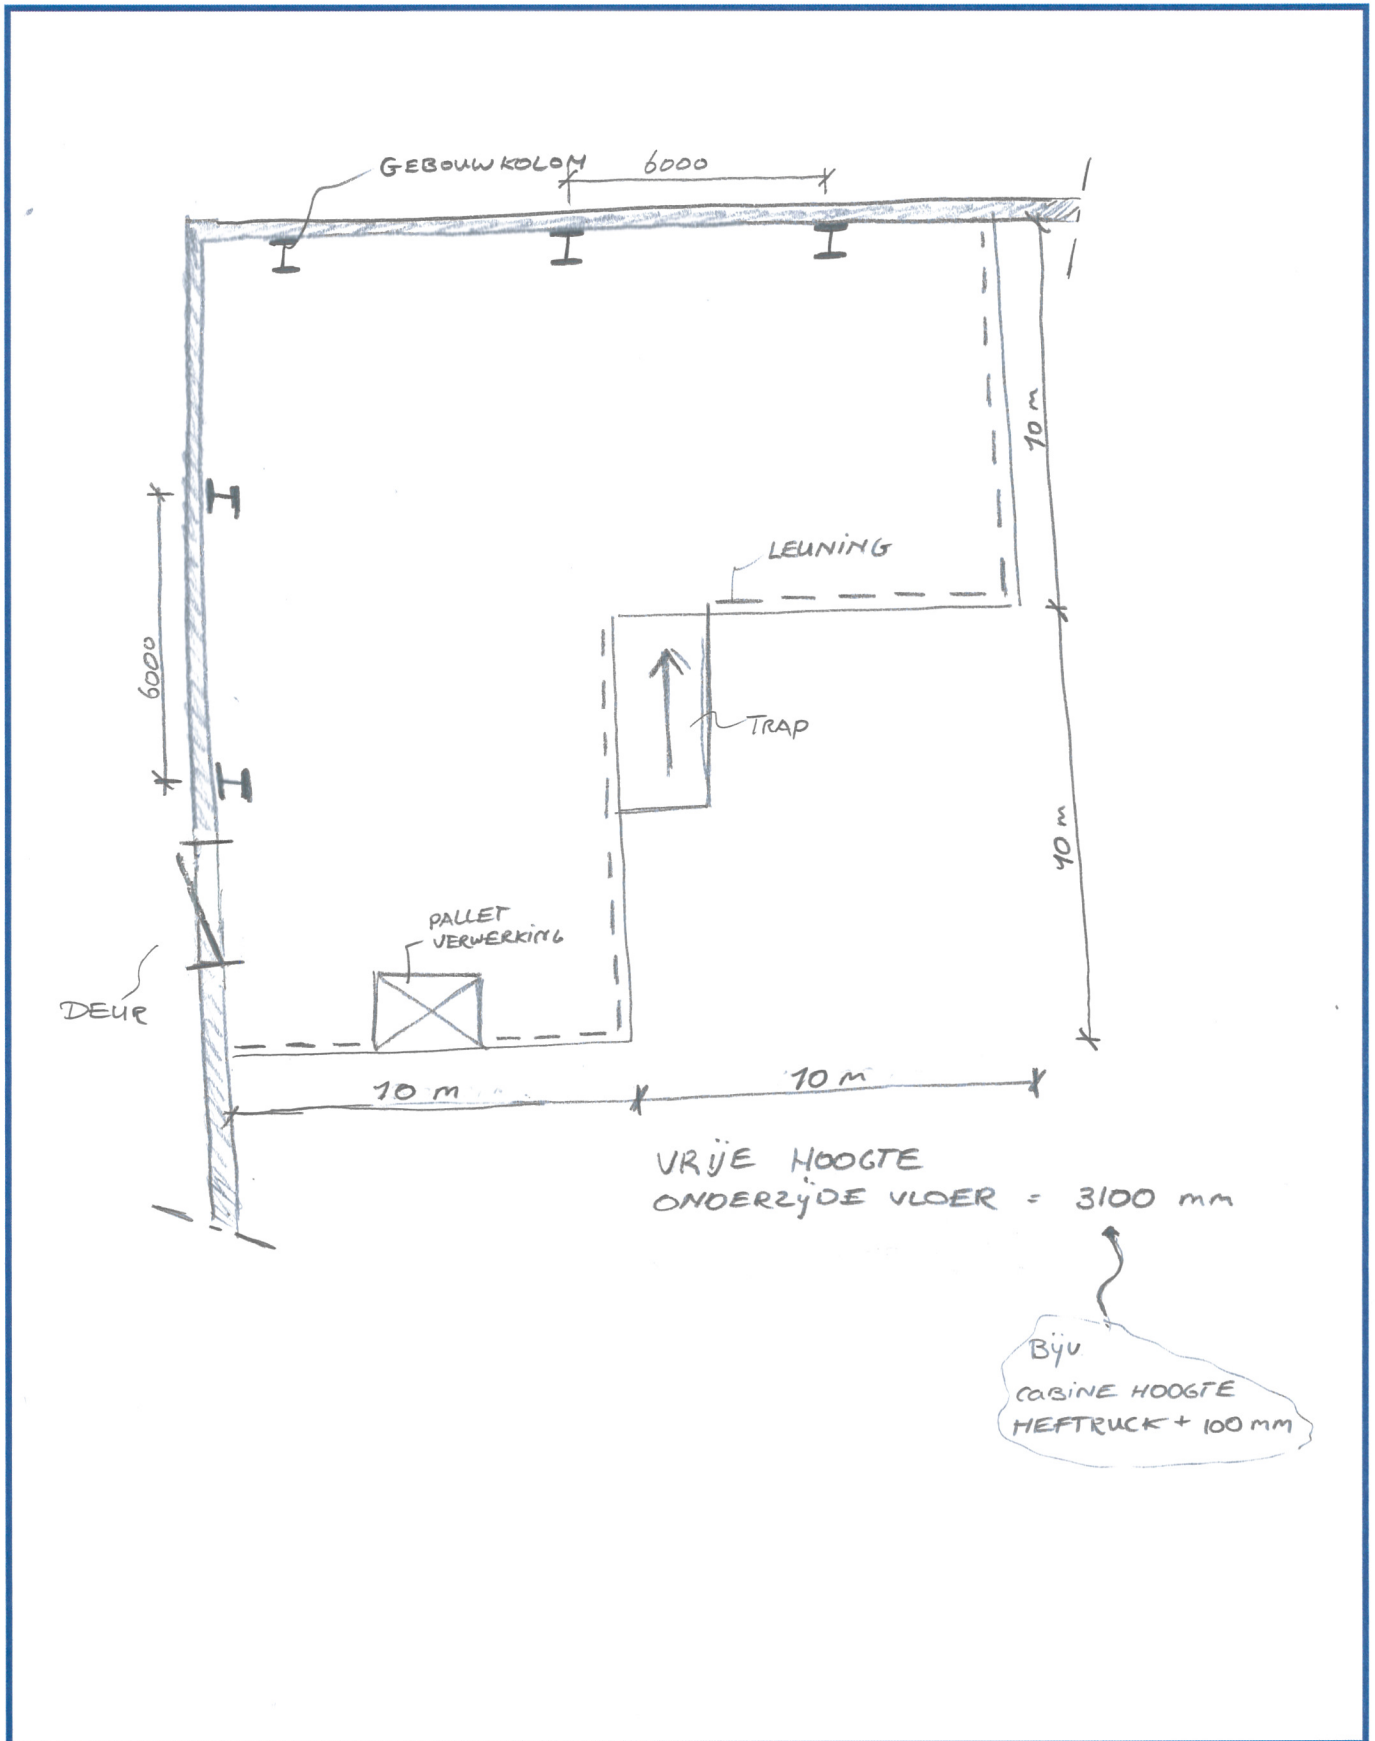 GEBOUWKOLOM
6000
10 m
LEUNING
6000
TRAP
10 m
PALLET
VERWERKING
DEUR
10 m
10 m
VRIJE HOOGTE
ONDERZIJDE VLOER = 3100 mm
Bijv
CABINE HOOGTE
HEFTRUCK + 100 mm